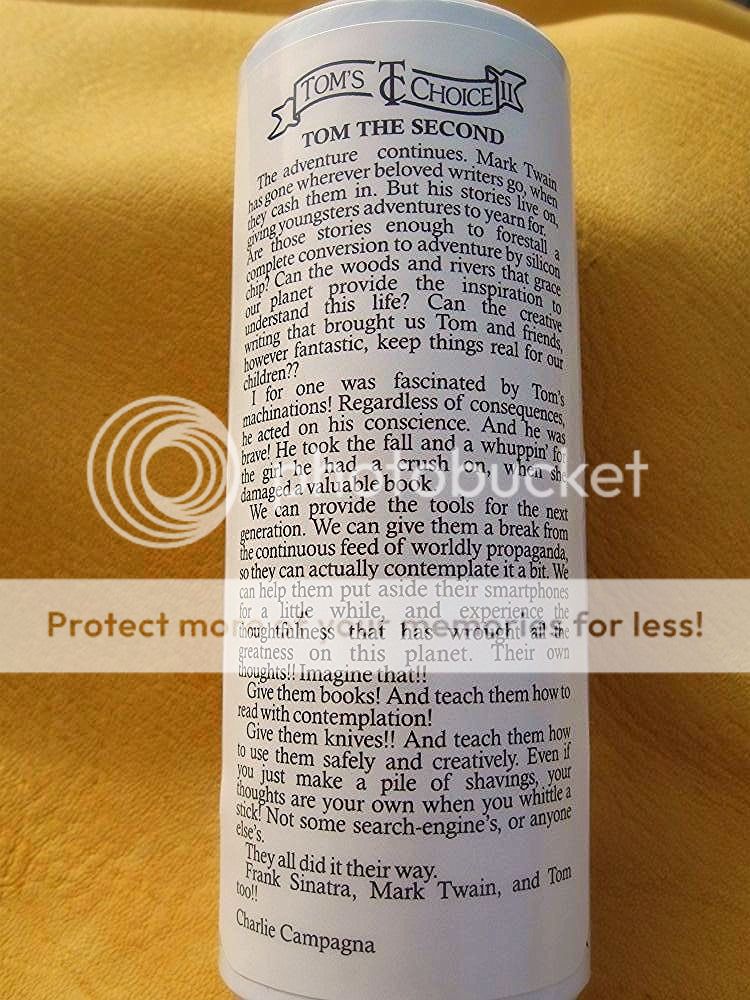 TOM'S TC CHOICE II
TOM THE SECOND
The adventure continues. Mark Twain
has gone wherever beloved writers go, when
they cash them in. But his stories live on,
giving youngsters adventures to yearn for.
Are those stories enough to forestall a
complete conversion to adventure by silicon
chip? Can the woods and rivers that grace
our planet provide the inspiration to
understand this life? Can the creative
writing that brought us Tom and friends,
however fantastic, keep things real for our
children??
I for one was fascinated by Tom's
machinations! Regardless of consequences,
he acted on his conscience. And he was
brave! He took the fall and a whuppin' for
the girl he had a crush on, when she
damaged a valuable book.
We can provide the tools for the next
generation. We can give them a break from
the continuous feed of worldly propaganda,
so they can actually contemplate it a bit. We
can help them put aside their smartphones
for a little while, and experience the
thoughtfulness that has wrought all the
greatness on this planet. Their own
thoughts!! Imagine that!!
Give them books! And teach them how to
read with contemplation!
Give them knives!! And teach them how
to use them safely and creatively. Even if
you just make a pile of shavings, your
thoughts are your own when you whittle a
stick! Not some search-engine's, or anyone
else's.
They all did it their way.
Frank Sinatra, Mark Twain, and Tom
too!!
Charlie Campagna
photobucket
Protect more of your memories for less!